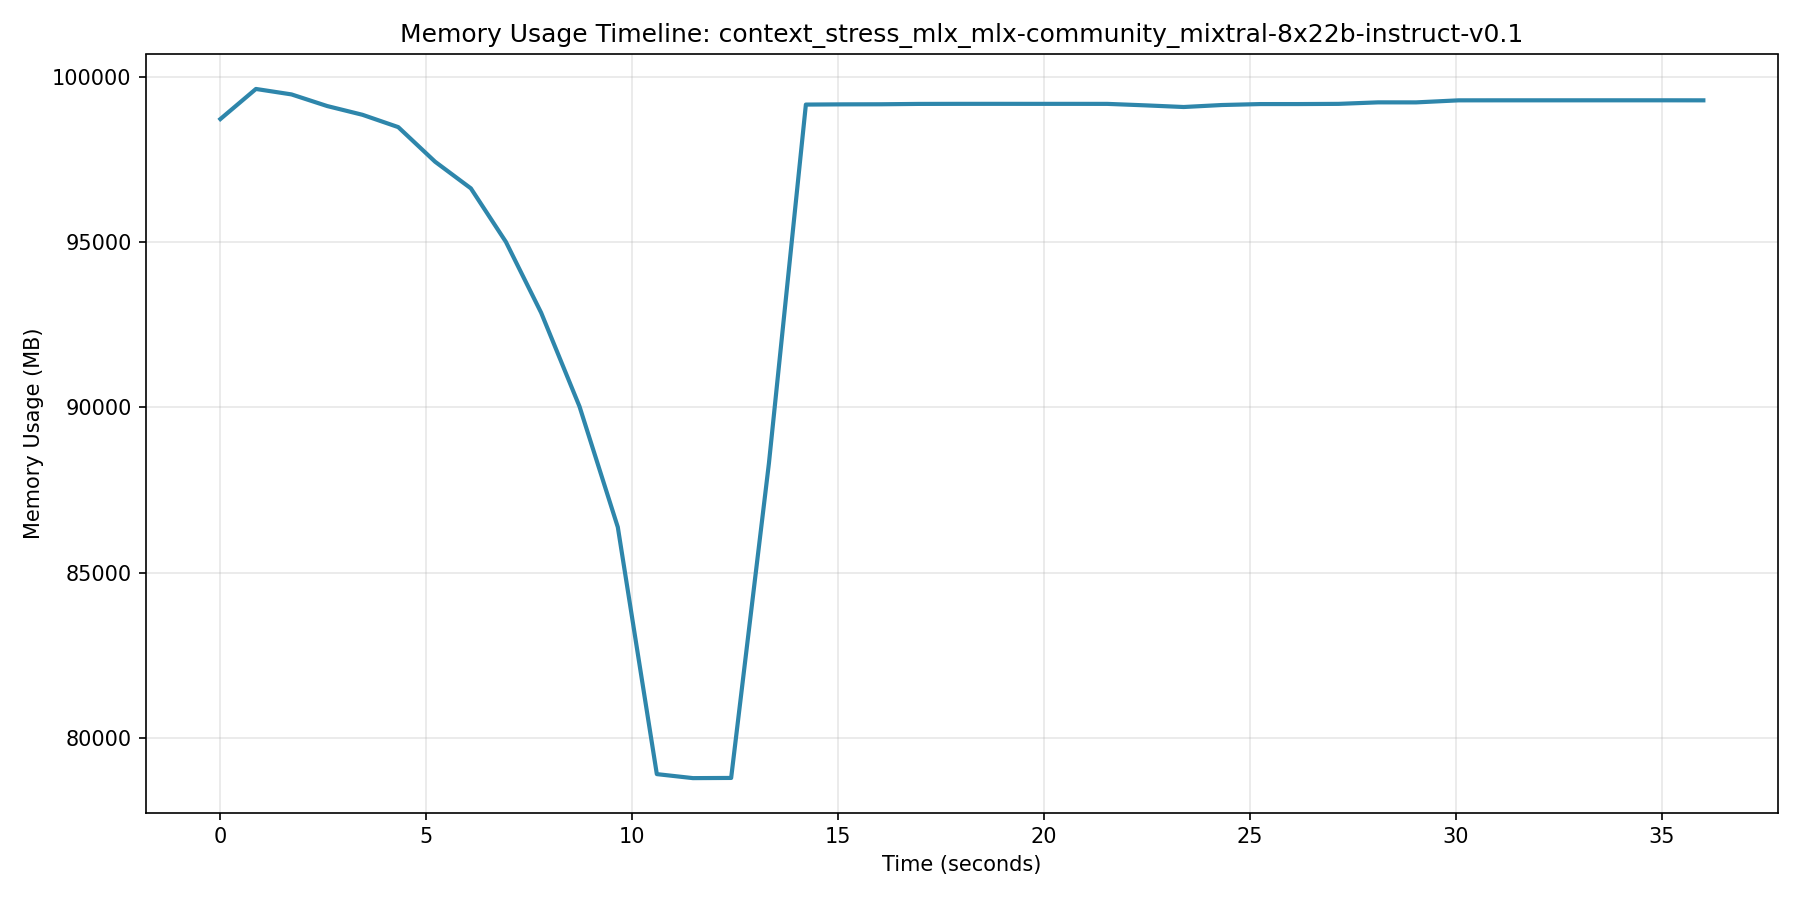 Memory Usage Timeline: context_stress_mlx_mlx-community_mixtral-8x22b-instruct-v0.1
100000
95000
90000
85000
80000
Memory Usage (MB)
0 5 10 15 20 25 30 35
Time (seconds)